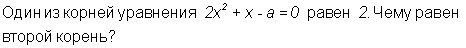 Один из корней уравнения 2x² + x - a = 0 равен 2. Чему равен
второй корень?